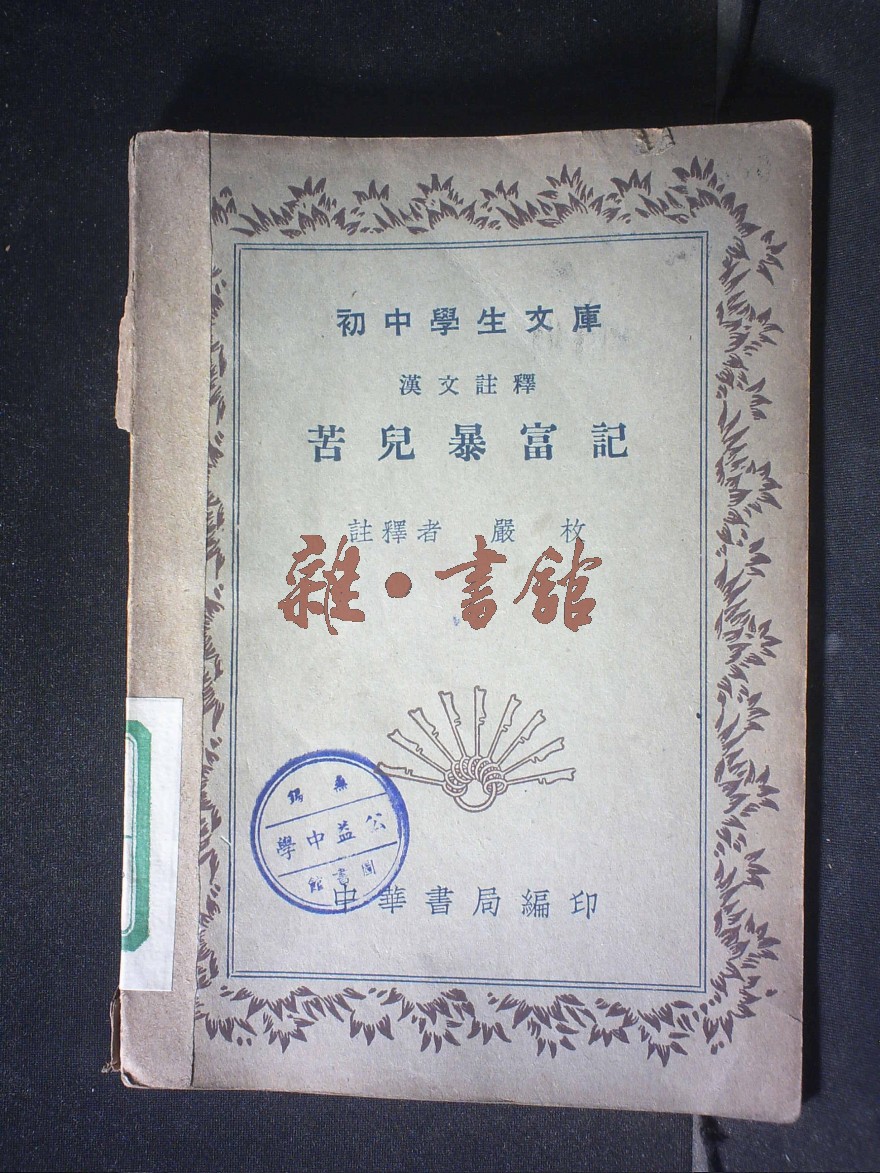 初中學生文庫
漢文註釋
苦兒暴富記
註釋者 嚴枚
雜·書館
無錫
公益中學
圖書館
中華書局編印